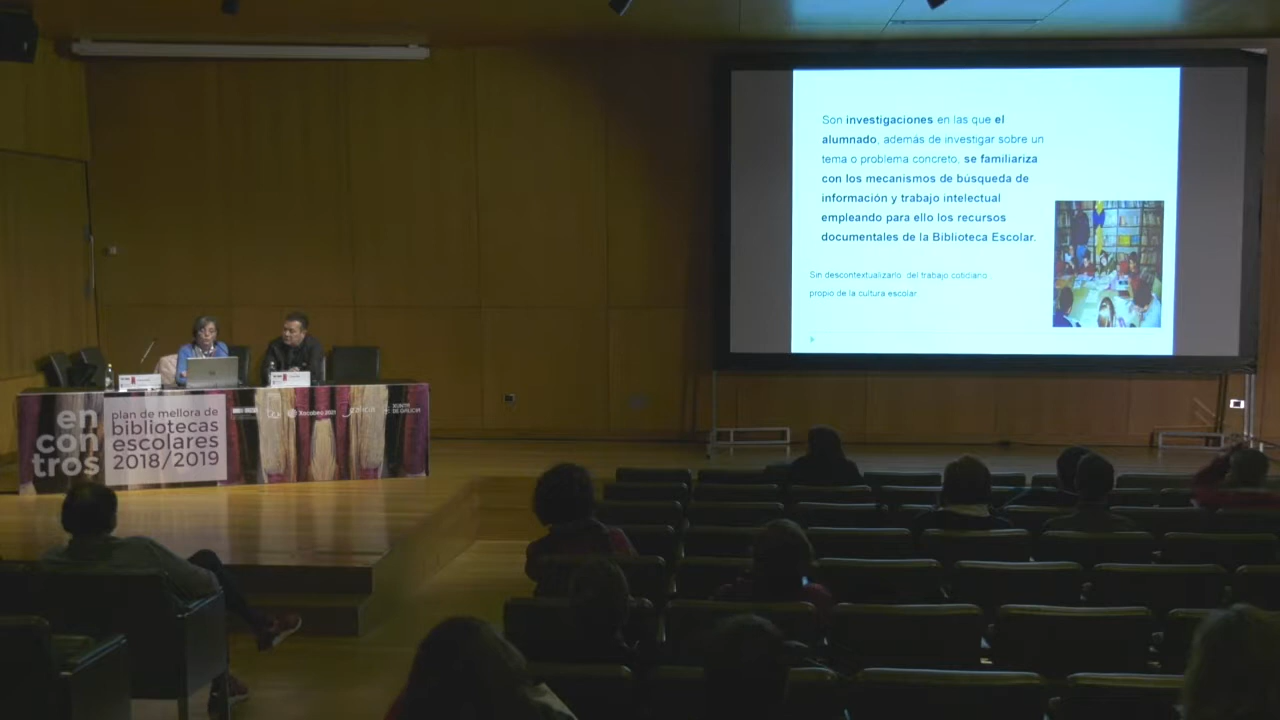 Son investigaciones en las que el
alumnado, además de investigar sobre un
tema o problema concreto, se familiariza
con los mecanismos de búsqueda de
información y trabajo intelectual
empleando para ello los recursos
documentales de la Biblioteca Escolar.
Sin descontextualizarlo del trabajo cotidiano
propio de la cultura escolar.
en
con
tros
plan de mellora de
bibliotecas
escolares
2018/2019
Xacobeo 2021
galicia
XUNTA
DE GALICIA